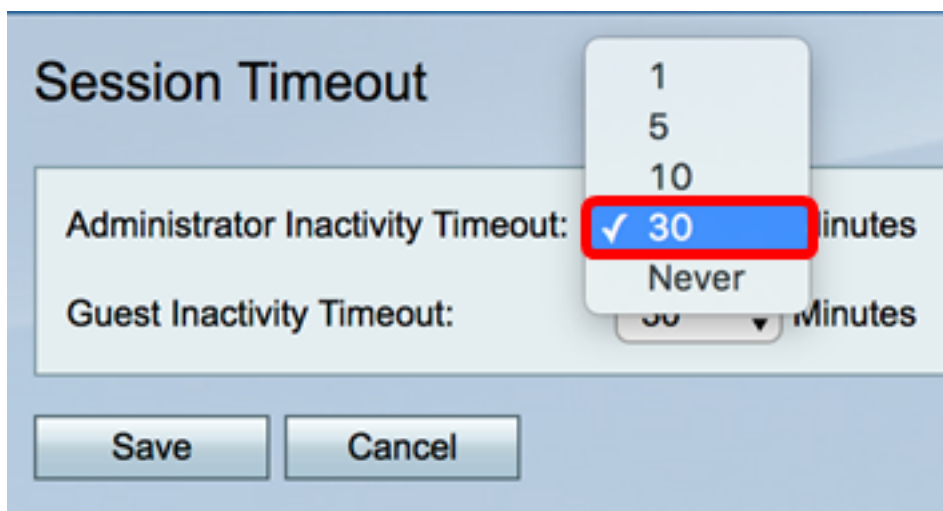 Session Timeout
1
5
10
Administrator Inactivity Timeout: ✓ 30 inutes
Never
Guest Inactivity Timeout: Minutes
Save Cancel